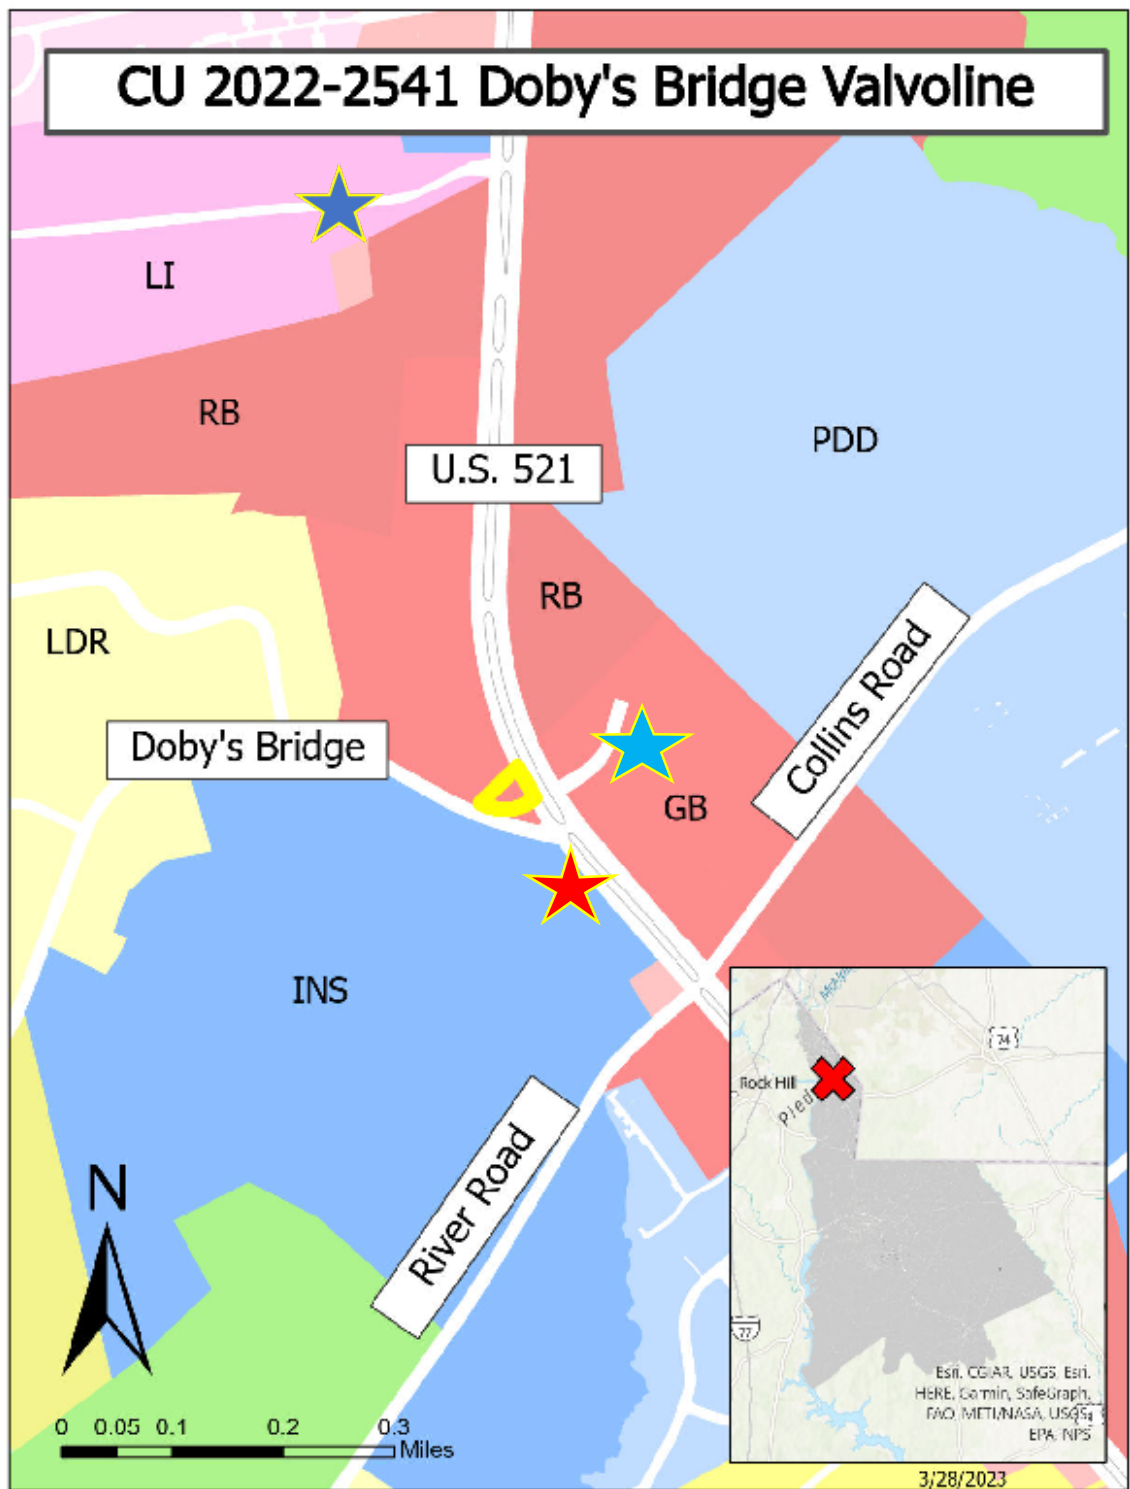 CU 2022-2541 Doby's Bridge Valvoline
LI
RB
U.S. 521
PDD
RB
LDR
Collins Road
Doby's Bridge
GB
INS
River Road
N
0 0.05 0.1 0.2 0.3
Miles
74
Rock Hill
77
Esri, CGIAR, USGS, Esri,
HERE, Garmin, SafeGraph,
FAO, METI/NASA, USGS,
EPA, NPS
3/28/2023